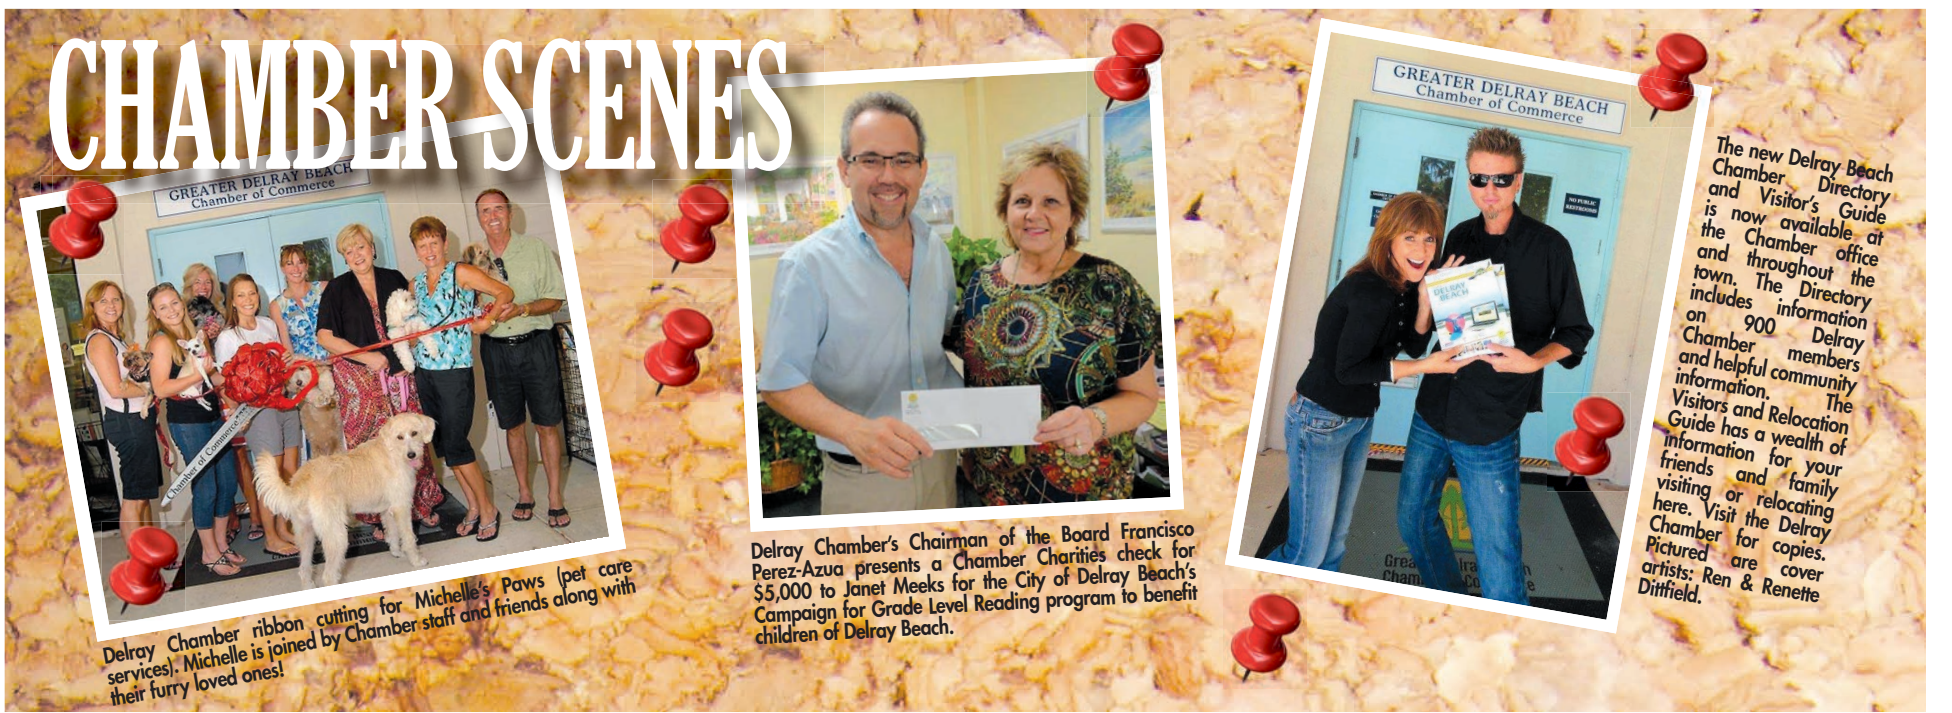 CHAMBER SCENES
GREATER DELRAY BEACH
Chamber of Commerce
Chamber of Commerce
Delray Chamber ribbon cutting for Michelle's Paws (pet care
services). Michelle is joined by Chamber staff and friends along with
their furry loved ones!
Delray Chamber's Chairman of the Board Francisco
Perez-Azua presents a Chamber Charities check for
$5,000 to Janet Meeks for the City of Delray Beach's
Campaign for Grade Level Reading program to benefit
children of Delray Beach.
GREATER DELRAY BEACH
Chamber of Commerce
NO PUBLIC
RESTROOMS
DELRAY
BEACH
The new Delray Beach
Chamber Directory
and Visitor's Guide
is now available at
the Chamber office
and throughout the
town. The Directory
includes information
on 900 Delray
Chamber members
and helpful community
information. The
Visitors and Relocation
Guide has a wealth of
information for your
friends and family
visiting or relocating
here. Visit the Delray
Chamber for copies.
Pictured are cover
artists: Ren & Renette
Dittfield.